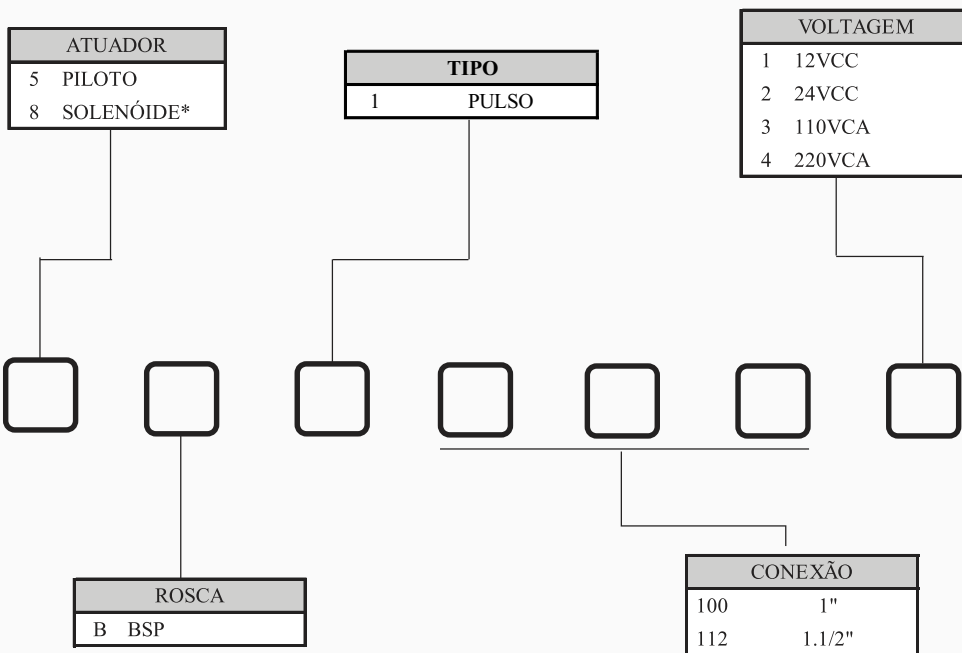 ATUADOR
5 PILOTO
8 SOLENÓIDE*
TIPO
1 PULSO
VOLTAGEM
1 12VCC
2 24VCC
3 110VCA
4 220VCA
ROSCA
B BSP
CONEXÃO
100 1"
112 1.1/2"